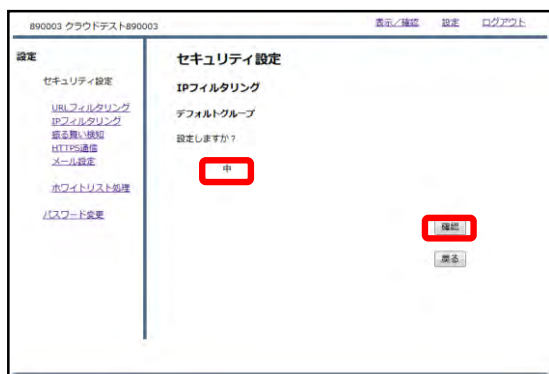 890003 クラウドテスト890003
表示／確認 設定 ログアウト
設定
セキュリティ設定
URLフィルタリング
IPフィルタリング
振る舞い検知
HTTPS通信
メール設定
ホワイトリスト処理
パスワード変更
セキュリティ設定
IPフィルタリング
デフォルトグループ
設定しますか？
中
確認
戻る